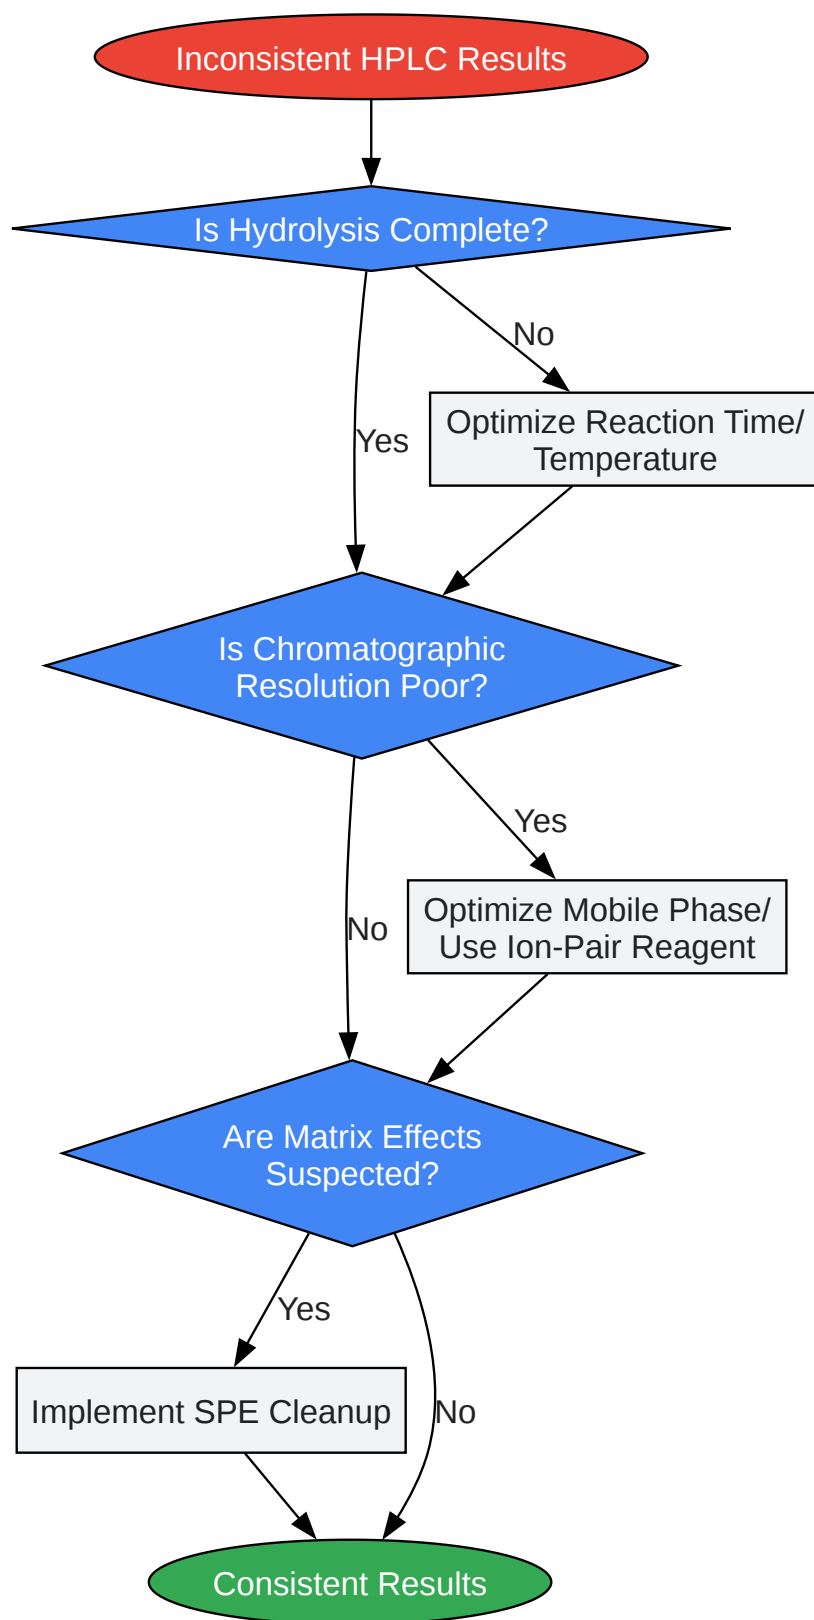 Inconsistent HPLC Results
Is Hydrolysis Complete?
No
Optimize Reaction Time/
Temperature
Yes
Is Chromatographic
Resolution Poor?
Yes
Optimize Mobile Phase/
Use Ion-Pair Reagent
No
Are Matrix Effects
Suspected?
Yes
Implement SPE Cleanup
No
Consistent Results